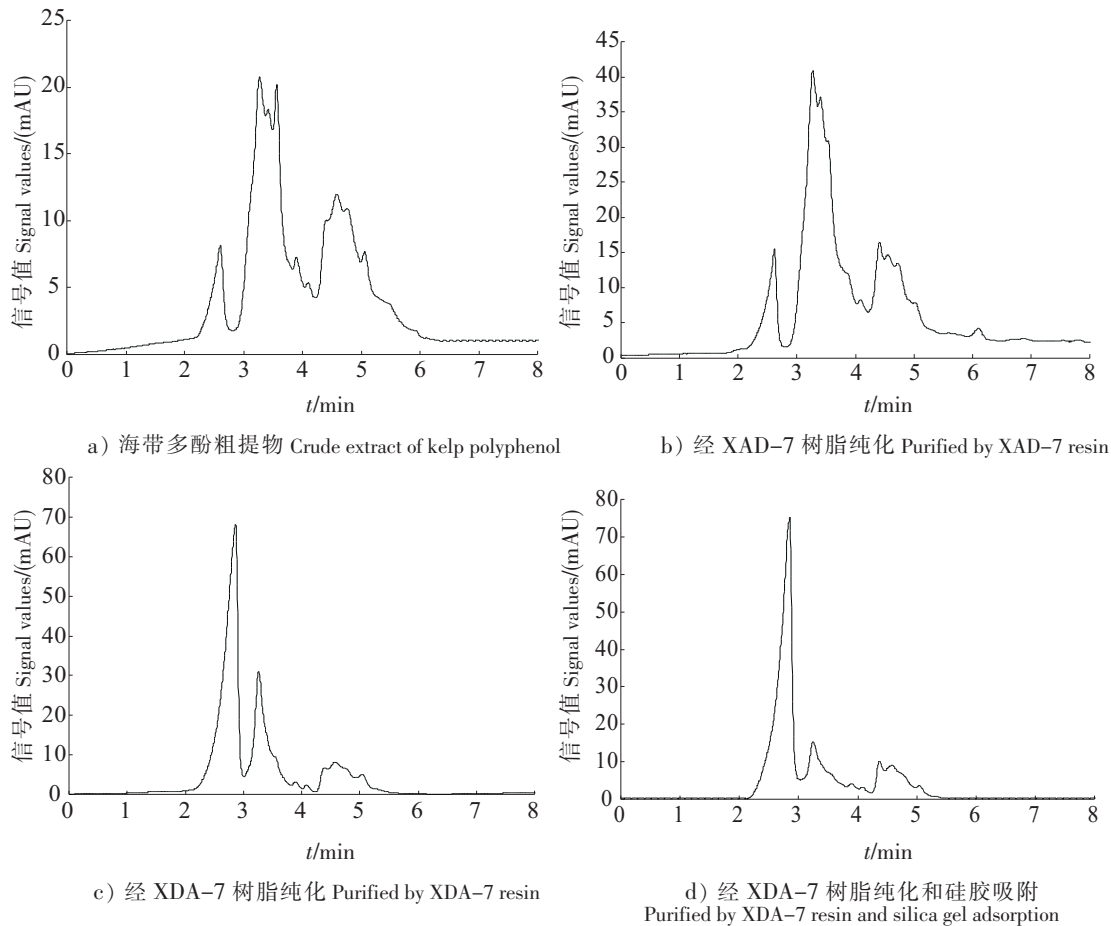 25
20
15
10
5
0
信号值 Signal values/(mAU)
0 1 2 3 4 5 6 7 8
t/min
a) 海带多酚粗提物 Crude extract of kelp polyphenol
45
40
35
30
25
20
15
10
5
0
信号值 Signal values/(mAU)
0 1 2 3 4 5 6 7 8
t/min
b) 经 XAD-7 树脂纯化 Purified by XAD-7 resin
80
70
60
50
40
30
20
10
0
信号值 Signal values/(mAU)
0 1 2 3 4 5 6 7 8
t/min
c) 经 XDA-7 树脂纯化 Purified by XDA-7 resin
80
70
60
50
40
30
20
10
0
信号值 Signal values/(mAU)
0 1 2 3 4 5 6 7 8
t/min
d) 经 XDA-7 树脂纯化和硅胶吸附
Purified by XDA-7 resin and silica gel adsorption